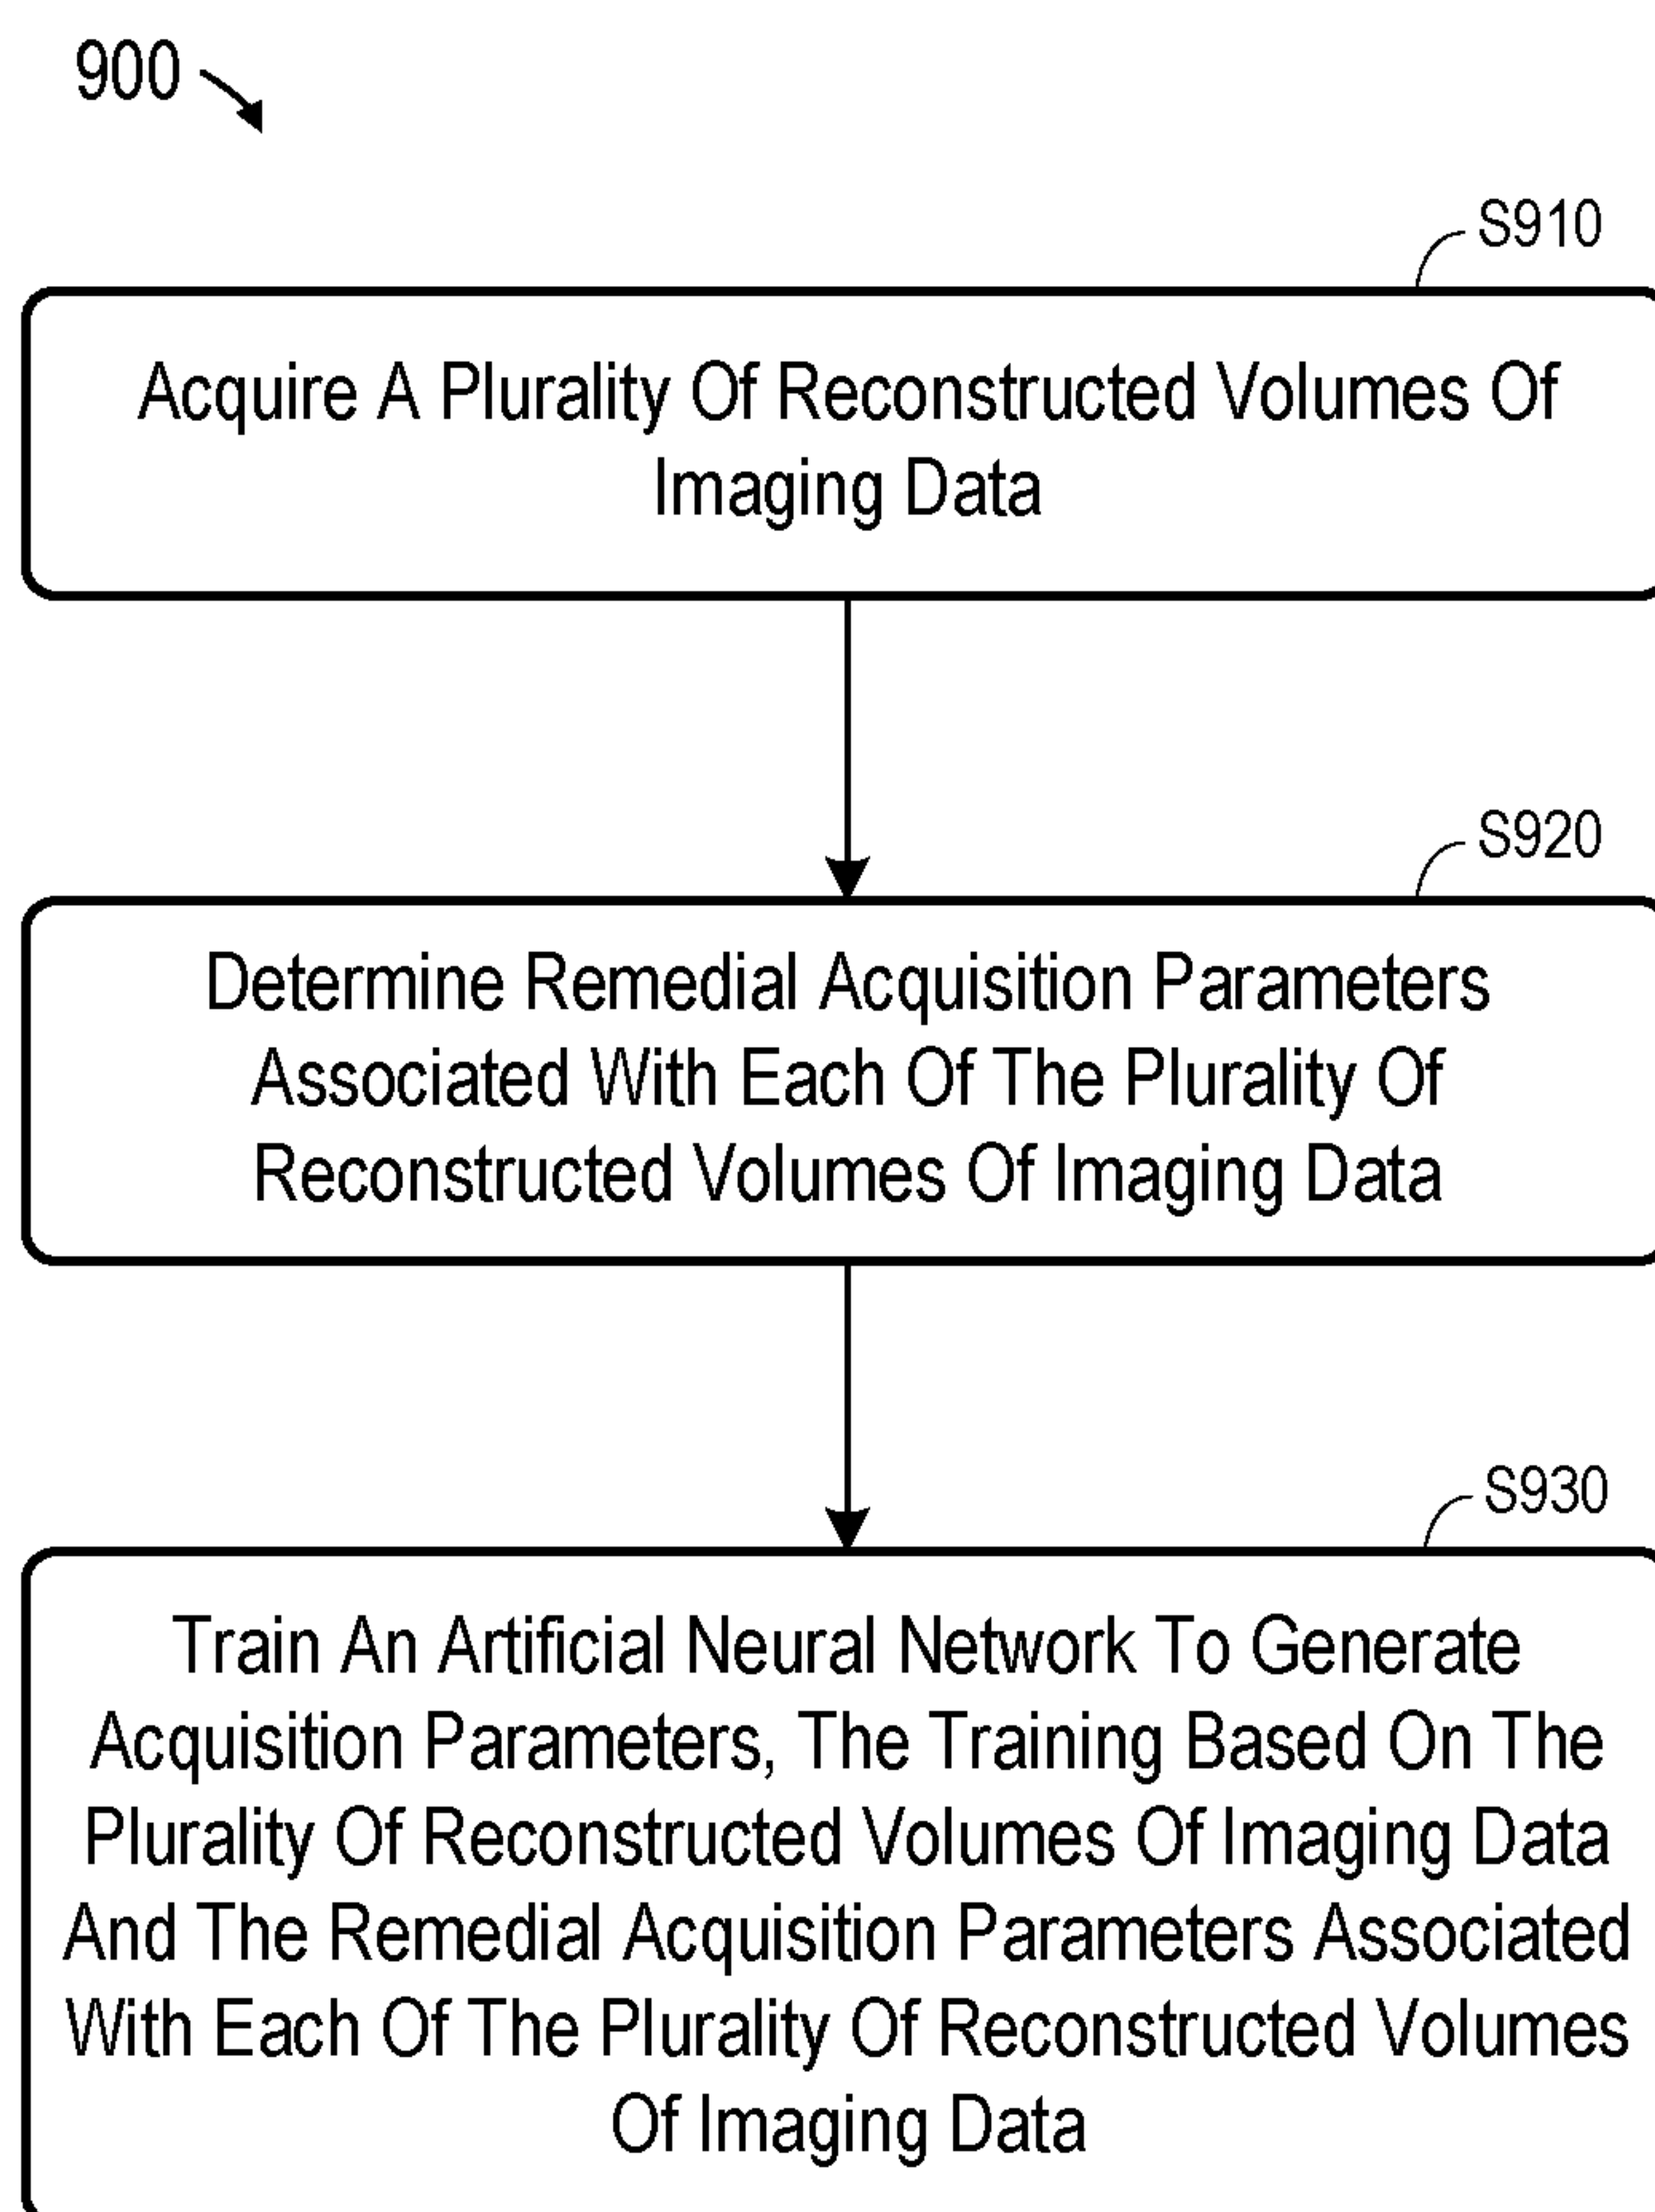 900
S910
Acquire A Plurality Of Reconstructed Volumes Of
Imaging Data
S920
Determine Remedial Acquisition Parameters
Associated With Each Of The Plurality Of
Reconstructed Volumes Of Imaging Data
S930
Train An Artificial Neural Network To Generate
Acquisition Parameters, The Training Based On The
Plurality Of Reconstructed Volumes Of Imaging Data
And The Remedial Acquisition Parameters Associated
With Each Of The Plurality Of Reconstructed Volumes
Of Imaging Data